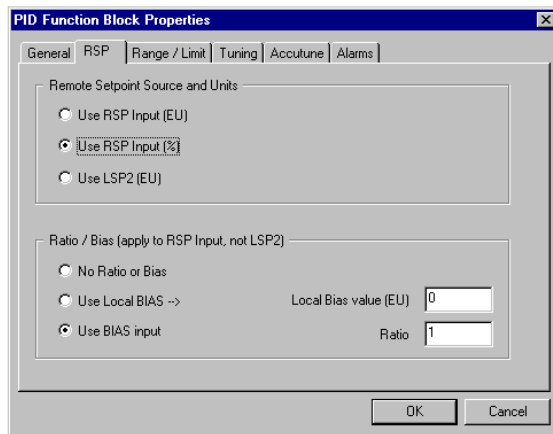 PID Function Block Properties
General RSP Range / Limit Tuning Accutune Alarms
Remote Setpoint Source and Units
Use RSP Input (EU)
Use RSP Input (%)
Use LSP2 (EU)
Ratio / Bias (apply to RSP Input, not LSP2)
No Ratio or Bias
Use Local BIAS --> Local Bias value (EU) 0
Use BIAS input Ratio 1
OK Cancel